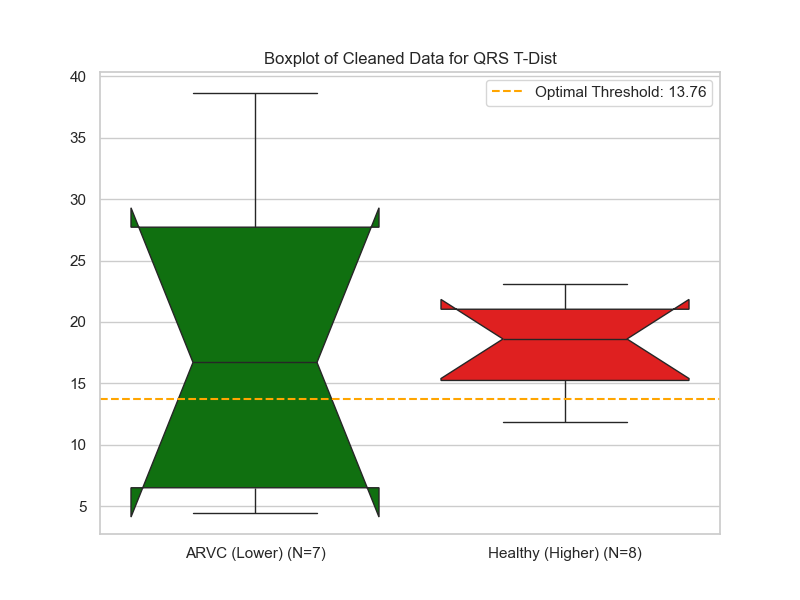 Boxplot of Cleaned Data for QRS T-Dist
Optimal Threshold: 13.76
40
35
30
25
20
15
10
5
ARVC (Lower) (N=7)
Healthy (Higher) (N=8)